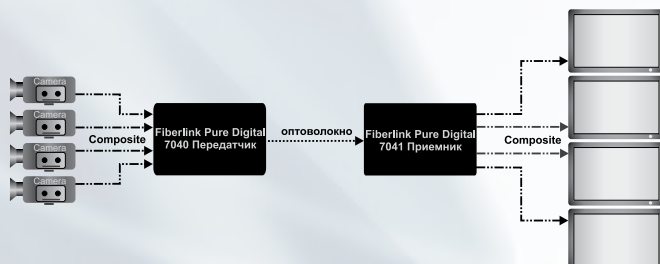 Camera
Camera
Camera
Camera
Composite
Fiberlink Pure Digital
7040 Передатчик
оптоволокно
Fiberlink Pure Digital
7041 Приемник
Composite